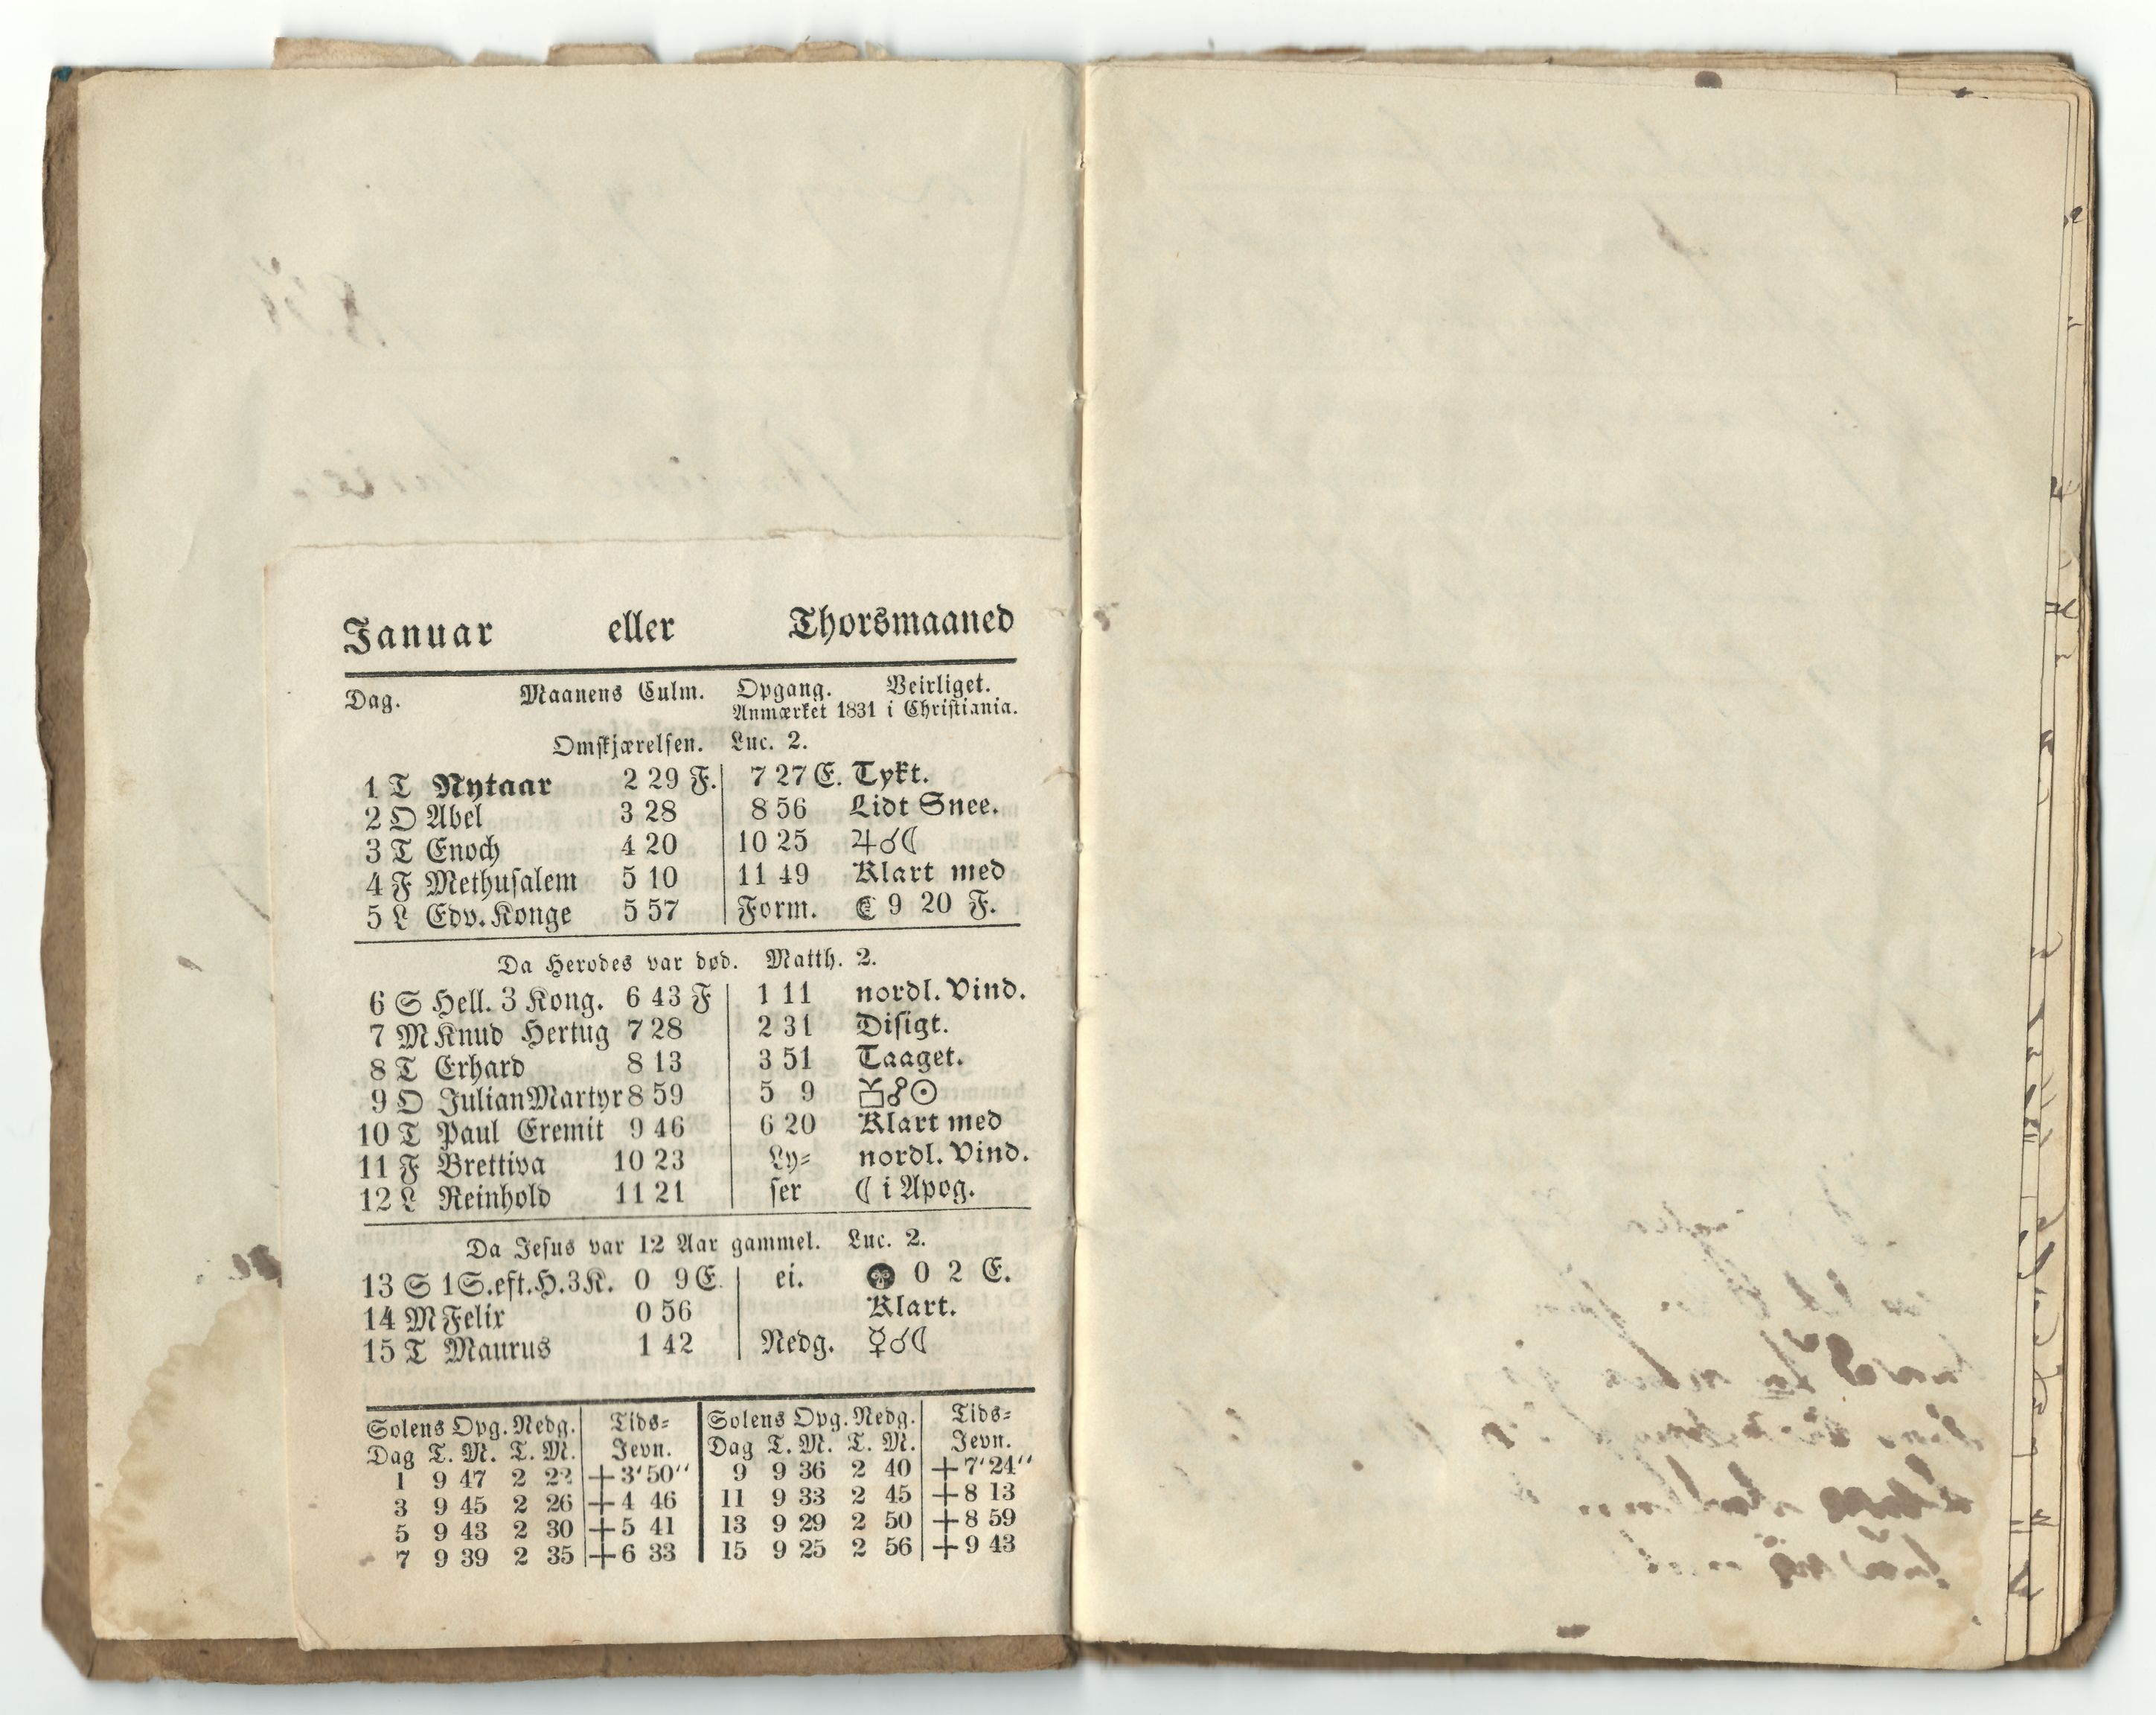 Januar eller Thorsmaaned
Dag. Maanens Culm. Opgang. Veirliget.
Anmærket 1831 i Christiania.
Omskjærelsen. Luc. 2.
1 T Nytaar 2 29 F. 7 27 E. Tykt.
2 O Abel 3 28 8 56 Lidt Snee.
3 T Enoch 4 20 10 25 ♃☌☾
4 F Methusalem 5 10 11 49 Klart med
5 L Edv. Konge 5 57 Form. ☾ 9 20 F.
Da Herodes var død. Matth. 2.
6 S Hell. 3 Kong. 6 43 F 1 11 nordl. Vind.
7 M Knud Hertug 7 28 2 31 Disigt.
8 T Erhard 8 13 3 51 Taaget.
9 O Julian Martyr 8 59 5 9 ☍☉
10 T Paul Eremit 9 46 6 20 Klart med
11 F Brettiva 10 23 Ly= nordl. Vind.
12 L Reinhold 11 21 ser ☾ i Apog.
Da Jesus var 12 Aar gammel. Luc. 2.
13 S 1 S. eft. H. 3 K. 0 9 E. ei. ● 0 2 E.
14 M Felix 0 56 Klart.
15 T Maurus 1 42 Nedg. ☿☌☾
Solens Opg. Nedg. Tids= Solens Opg. Nedg. Tids=
Dag T. M. T. M. Jevn. Dag T. M. T. M. Jevn.
1 9 47 2 22 +3'50" 9 9 36 2 40 +7'24"
3 9 45 2 26 +4 46 11 9 33 2 45 +8 13
5 9 43 2 30 +5 41 13 9 29 2 50 +8 59
7 9 39 2 35 +6 33 15 9 25 2 56 +9 43